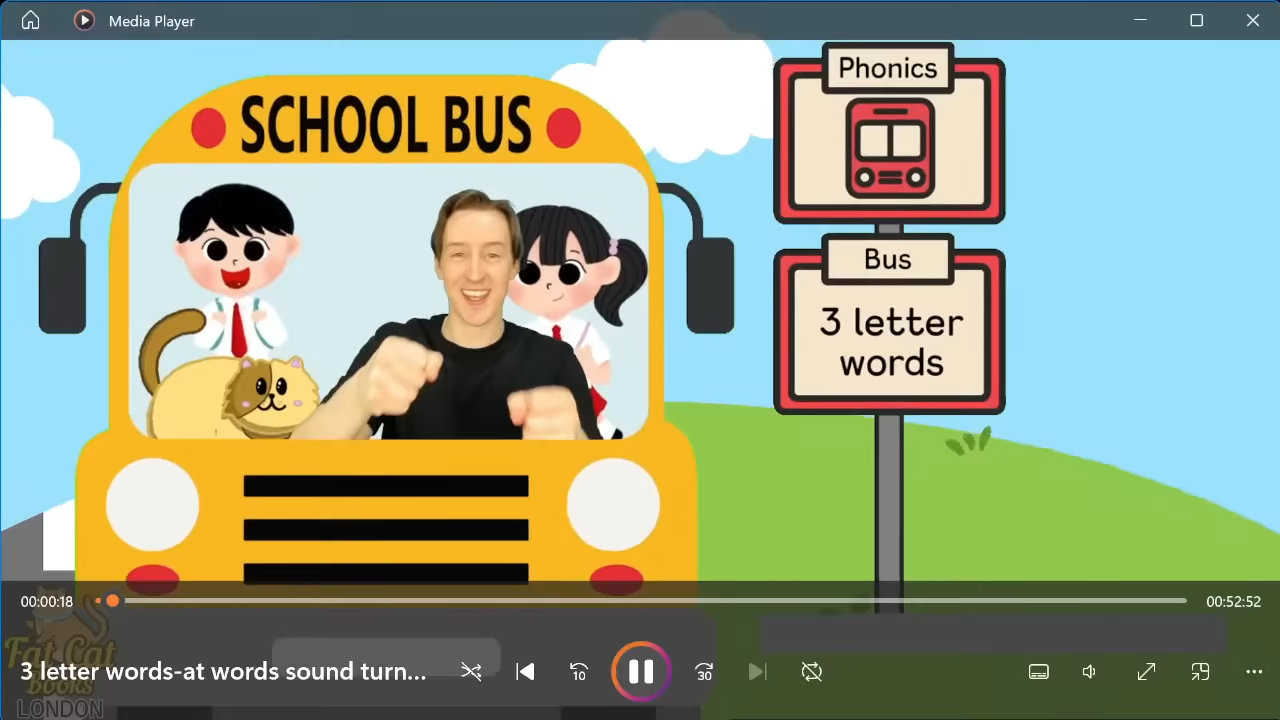 Media Player
SCHOOL BUS
Phonics
Bus
3 letter
words
00:00:18
00:52:52
3 letter words-at words sound turn...
10
30
Fat Cat
Books
LONDON